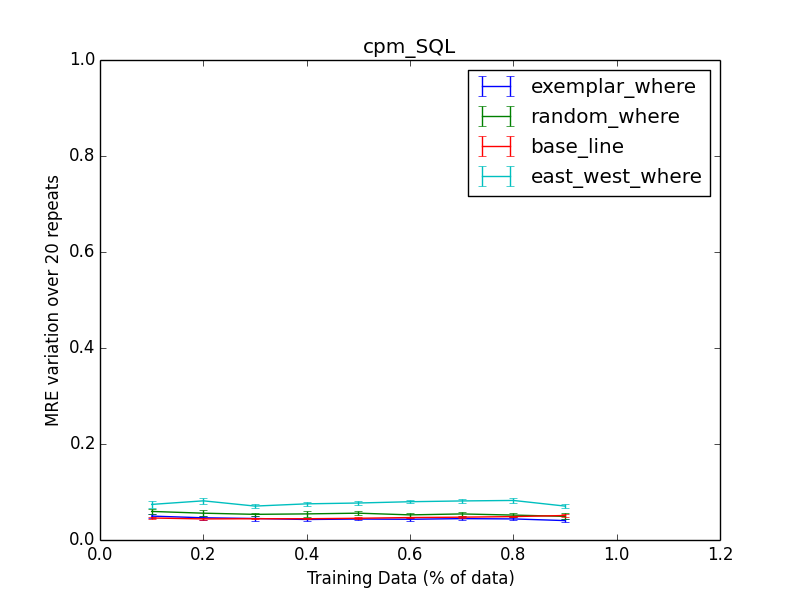 cpm_SQL
exemplar_where
random_where
base_line
east_west_where
MRE variation over 20 repeats
1.0
0.8
0.6
0.4
0.2
0.0
0.0 0.2 0.4 0.6 0.8 1.0 1.2
Training Data (% of data)